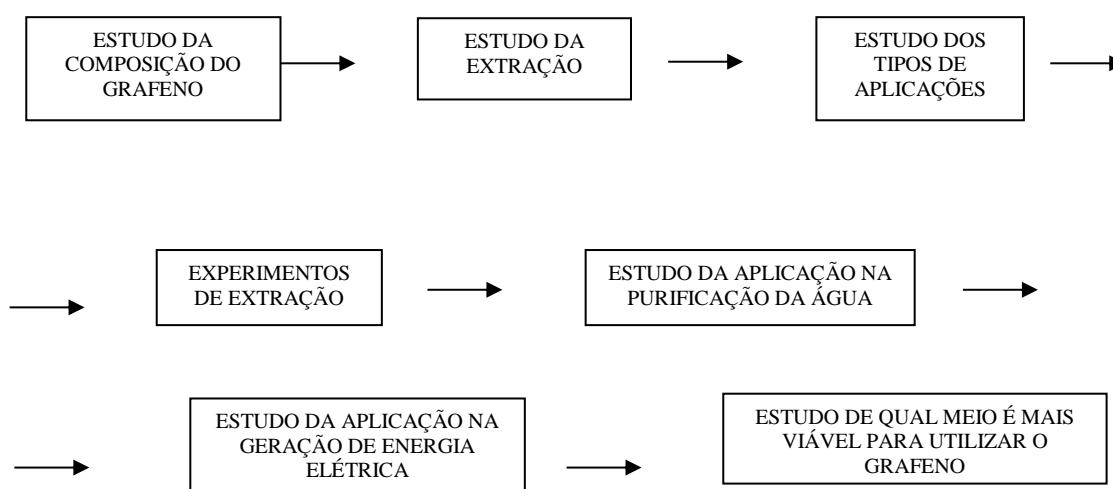 ESTUDO DA
COMPOSIÇÃO DO
GRAFENO
ESTUDO DA
EXTRAÇÃO
ESTUDO DOS
TIPOS DE
APLICAÇÕES
EXPERIMENTOS
DE EXTRAÇÃO
ESTUDO DA APLICAÇÃO NA
PURIFICAÇÃO DA ÁGUA
ESTUDO DA APLICAÇÃO NA
GERAÇÃO DE ENERGIA
ELÉTRICA
ESTUDO DE QUAL MEIO É MAIS
VIÁVEL PARA UTILIZAR O
GRAFENO